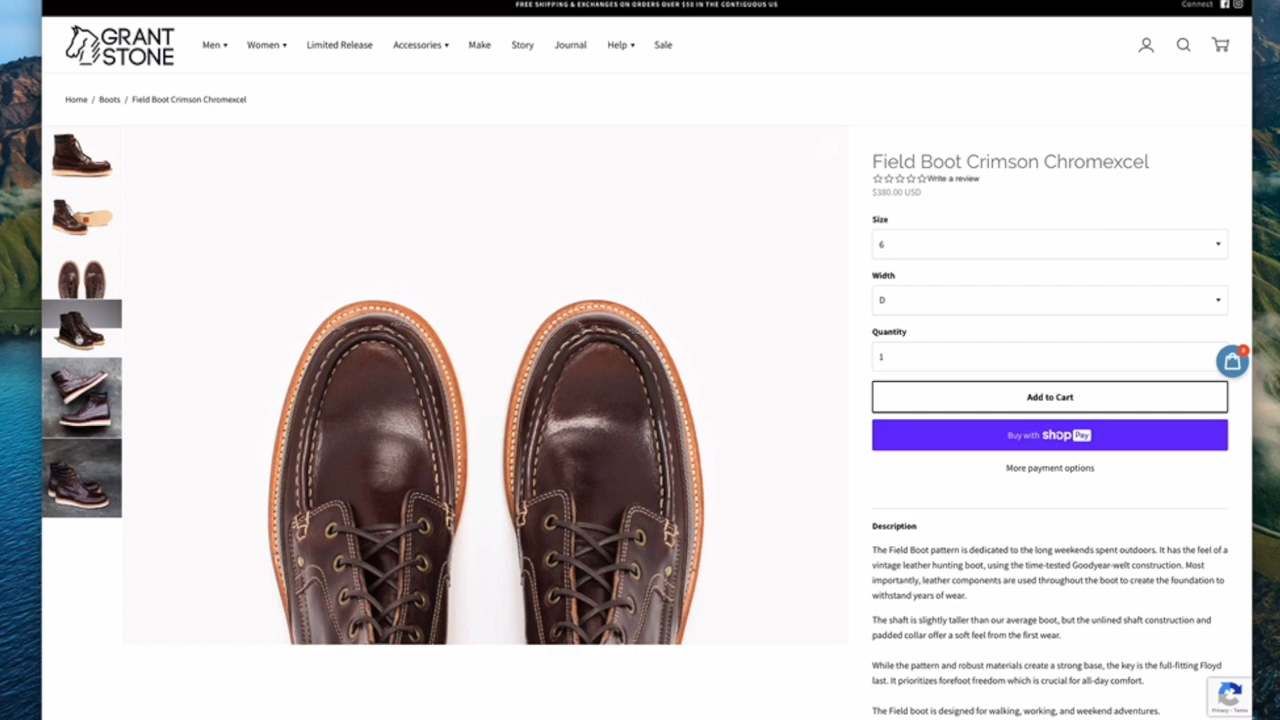 FREE SHIPPING & EXCHANGES ON ORDERS OVER $50 IN THE CONTIGUOUS US
Connect
GRANT
STONE
Men Women Limited Release Accessories Make Story Journal Help Sale
Home / Boots / Field Boot Crimson Chromexcel
Field Boot Crimson Chromexcel
Write a review
$380.00 USD
Size
6
Width
D
Quantity
1
Add to Cart
Buy with shop Pay
More payment options
Description
The Field Boot pattern is dedicated to the long weekends spent outdoors. It has the feel of a
vintage leather hunting boot, using the time-tested Goodyear-welt construction. Most
importantly, leather components are used throughout the boot to create the foundation to
withstand years of wear.
The shaft is slightly taller than our average boot, but the unlined shaft construction and
padded collar offer a soft feel from the first wear.
While the pattern and robust materials create a strong base, the key is the full-fitting Floyd
last. It prioritizes forefoot freedom which is crucial for all-day comfort.
The Field boot is designed for walking, working, and weekend adventures.
Privacy - Terms